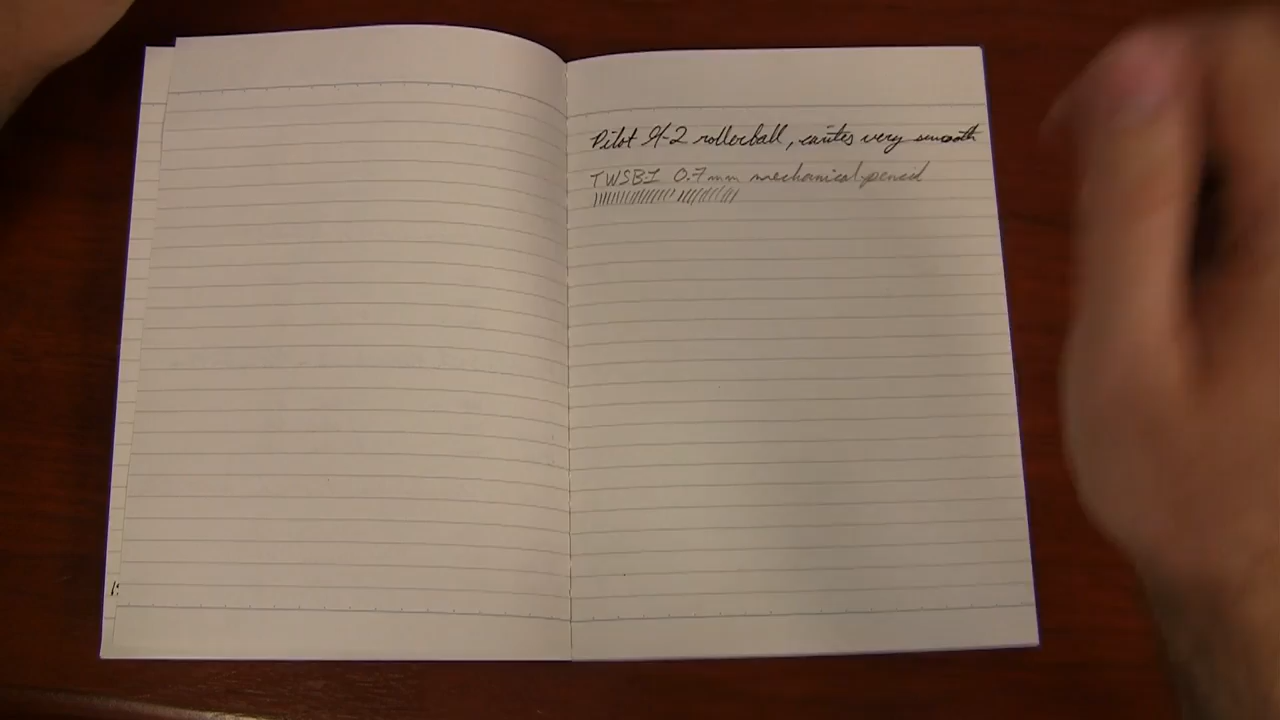 Pilot G-2 rollerball, writes very smooth
TWSBI 0.7mm mechanical pencil